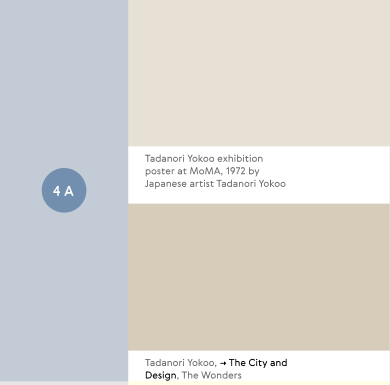 4 A
Tadanori Yokoo exhibition
poster at MoMA, 1972 by
Japanese artist Tadanori Yokoo
Tadanori Yokoo, → The City and
Design, The Wonders